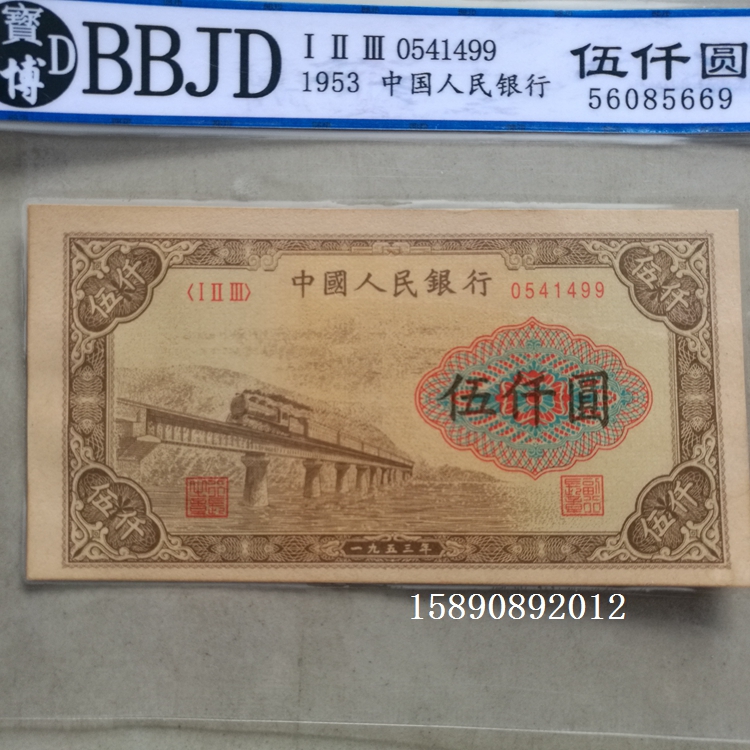 寶博 D BBJD I II III 0541499 伍仟圆
1953 中国人民银行 56085669
伍仟 中國人民銀行 伍仟
〈I II III〉 0541499
伍仟圓
伍仟 伍仟
一九五三年
15890892012